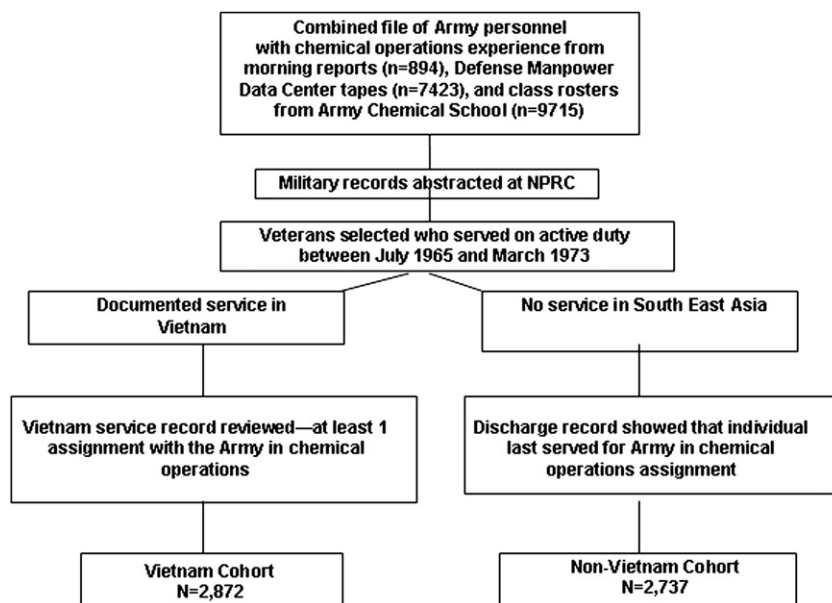 Combined file of Army personnel
with chemical operations experience from
morning reports (n=894), Defense Manpower
Data Center tapes (n=7423), and class rosters
from Army Chemical School (n=9715)
Military records abstracted at NPRC
Veterans selected who served on active duty
between July 1965 and March 1973
Documented service in
Vietnam
No service in South East Asia
Vietnam service record reviewed—at least 1
assignment with the Army in chemical
operations
Discharge record showed that individual
last served for Army in chemical
operations assignment
Vietnam Cohort
N=2,872
Non-Vietnam Cohort
N=2,737